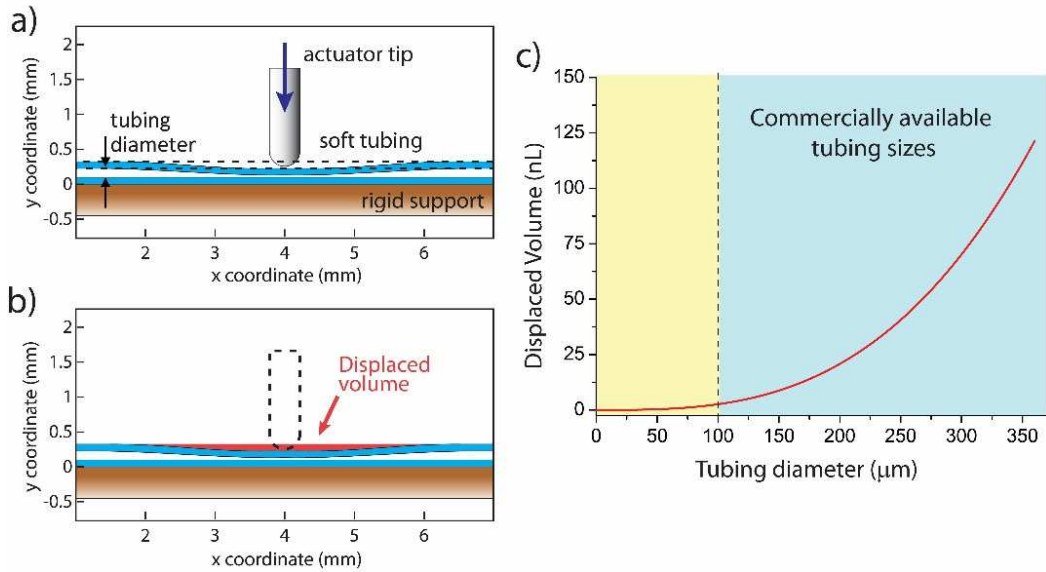 a)
2
1.5
1
0.5
0
-0.5
y coordinate (mm)
actuator tip
tubing
diameter
soft tubing
rigid support
2
3
4
5
6
x coordinate (mm)
b)
2
1.5
1
0.5
0
-0.5
y coordinate (mm)
Displaced
volume
2
3
4
5
6
x coordinate (mm)
c)
150
125
100
75
50
25
0
Displaced Volume (nL)
Commercially available
tubing sizes
0
50
100
150
200
250
300
350
Tubing diameter (μm)